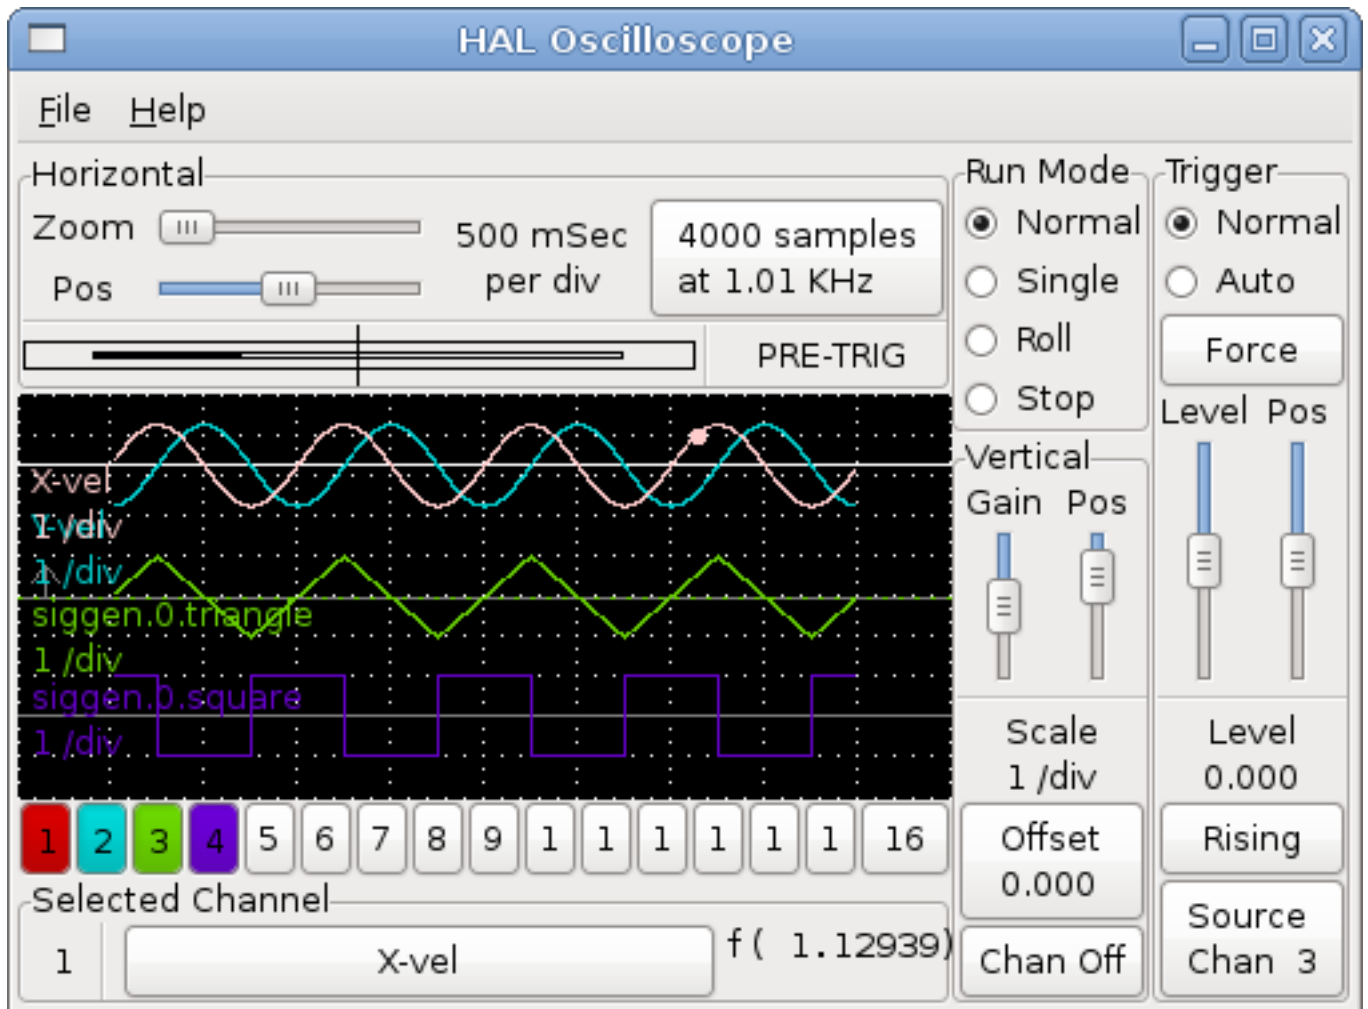 HAL Oscilloscope
File Help
Horizontal
Zoom
Pos
500 mSec
per div
4000 samples
at 1.01 KHz
PRE-TRIG
Run Mode
Normal
Single
Roll
Stop
Trigger
Normal
Auto
Force
Level Pos
X-vel
1 /div
Y-vel
1 /div
siggen.0.triangle
1 /div
siggen.0.square
1 /div
Vertical
Gain Pos
Scale
1 /div
Offset
0.000
Chan Off
Level
0.000
Rising
Source
Chan 3
1 2 3 4 5 6 7 8 9 1 1 1 1 1 1 16
Selected Channel
1 X-vel f( 1.12939)